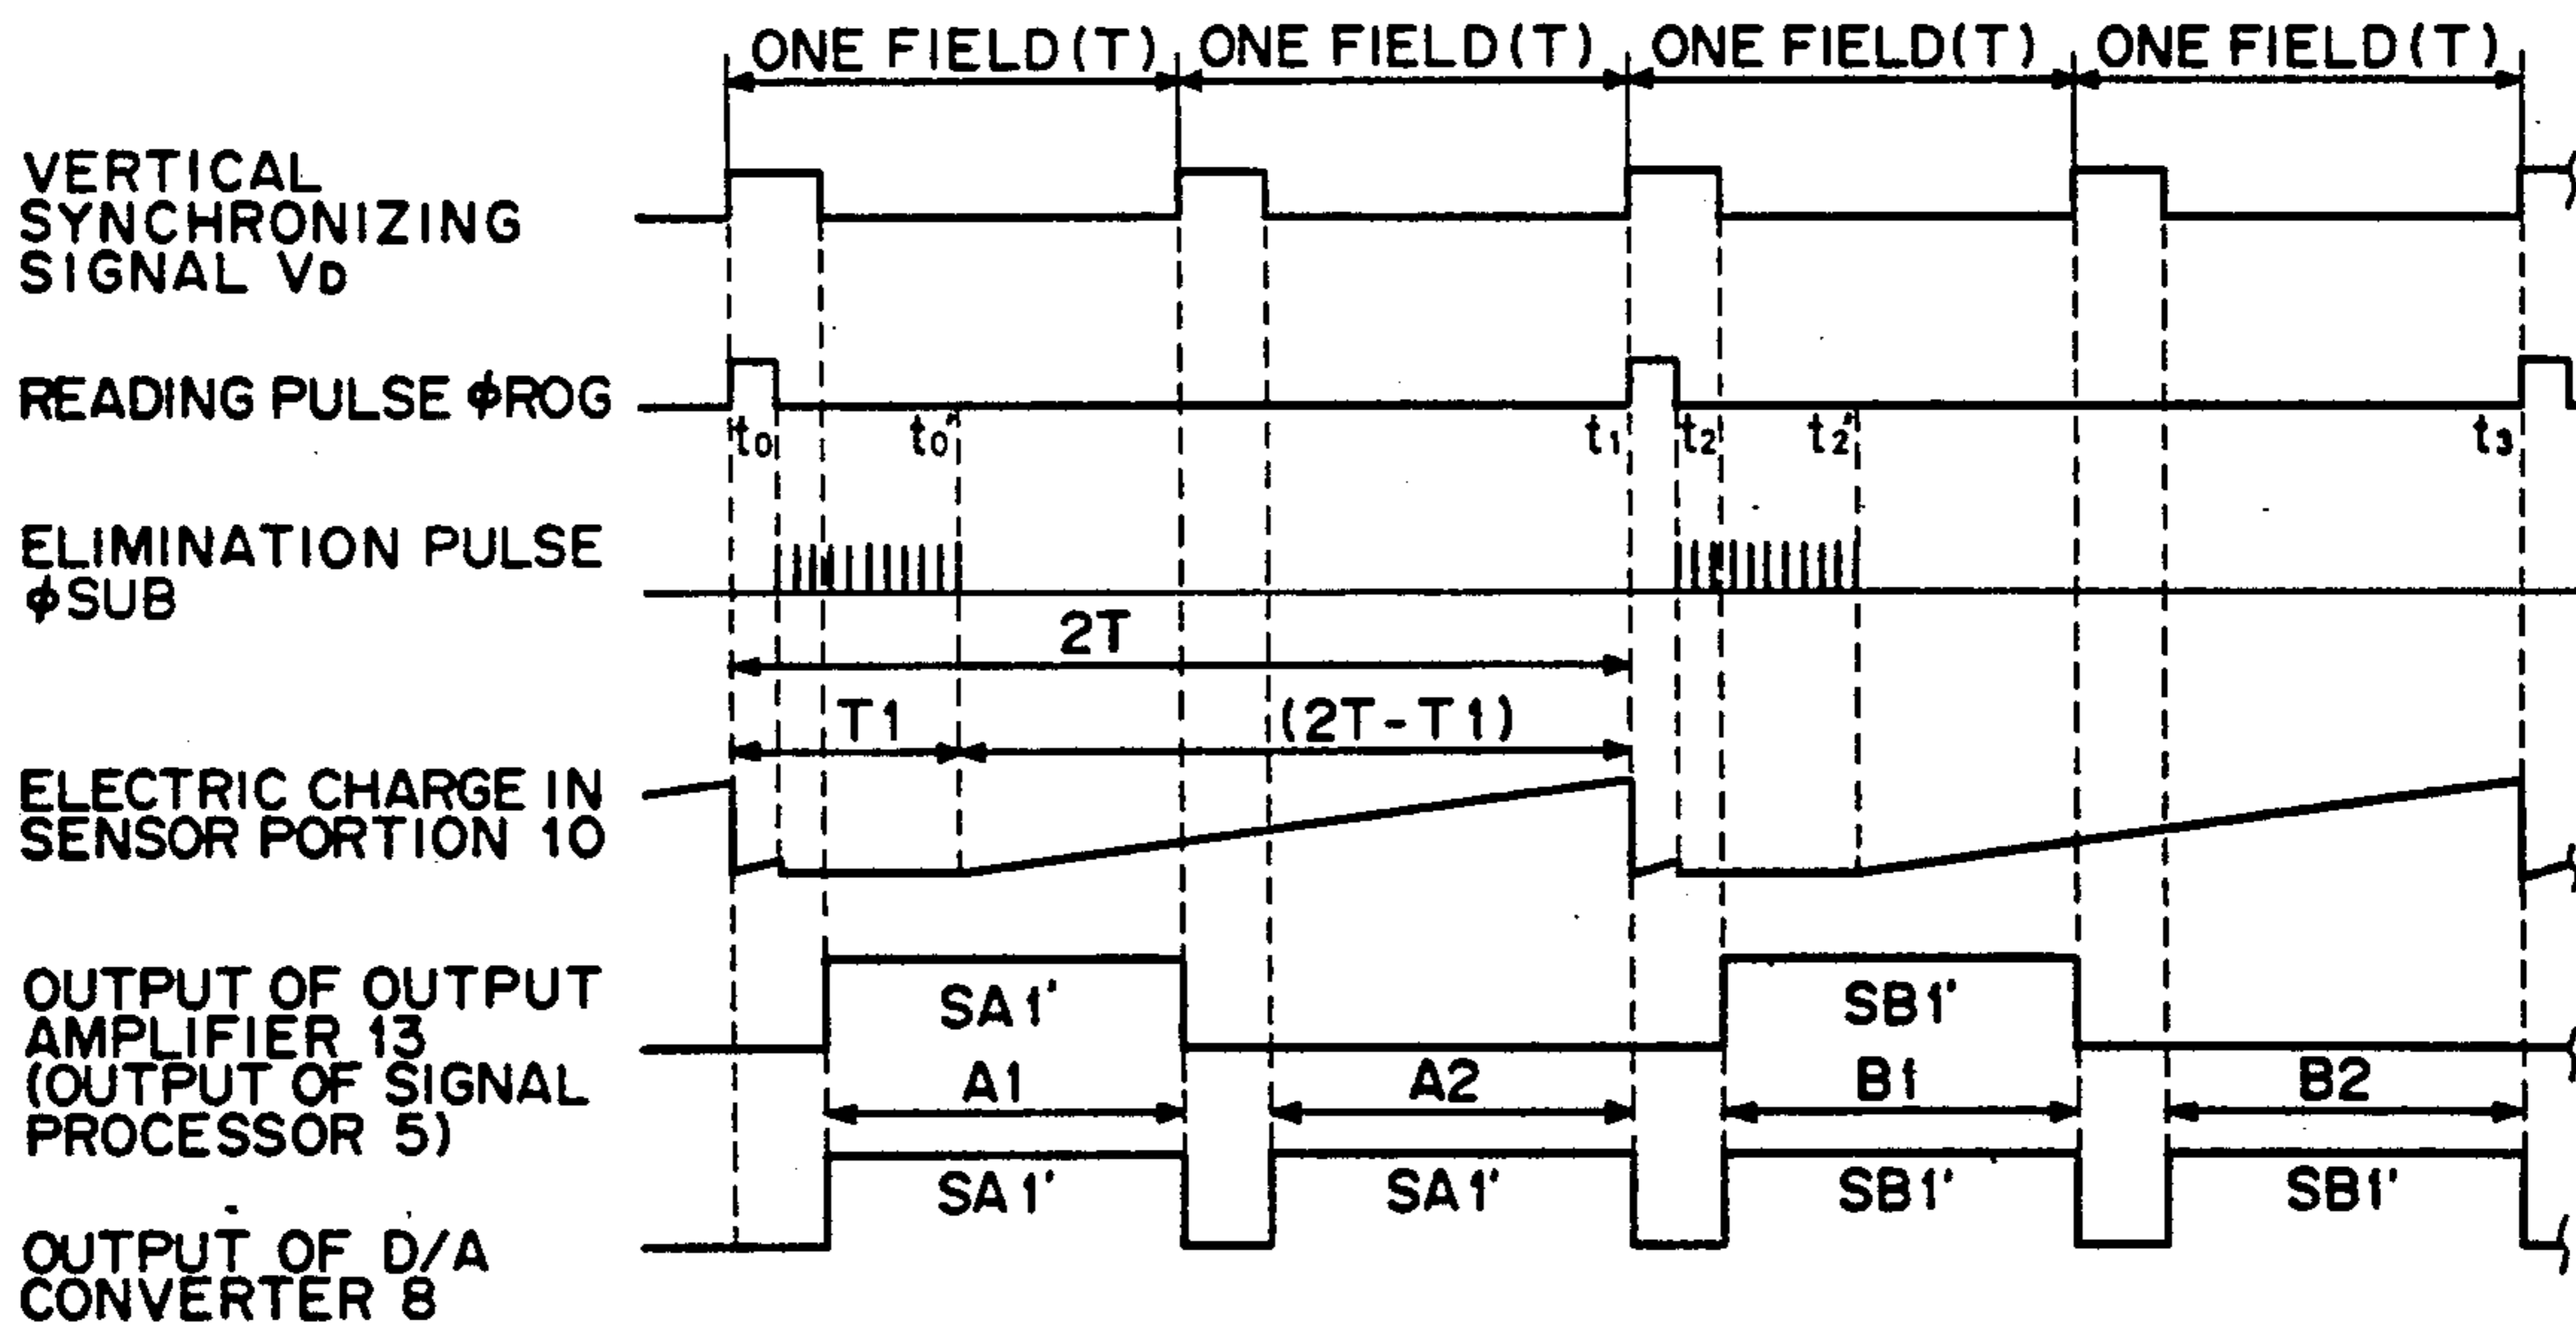 ONE FIELD(T) ONE FIELD(T) ONE FIELD(T) ONE FIELD(T)
VERTICAL
SYNCHRONIZING
SIGNAL VD
READING PULSE ϕROG
t0 t0' t1 t2 t2' t3
ELIMINATION PULSE
ϕSUB
2T
T1 (2T-T1)
ELECTRIC CHARGE IN
SENSOR PORTION 10
OUTPUT OF OUTPUT
AMPLIFIER 13
(OUTPUT OF SIGNAL
PROCESSOR 5)
SA1' SB1'
A1 A2 B1 B2
SA1' SA1' SB1' SB1'
OUTPUT OF D/A
CONVERTER 8